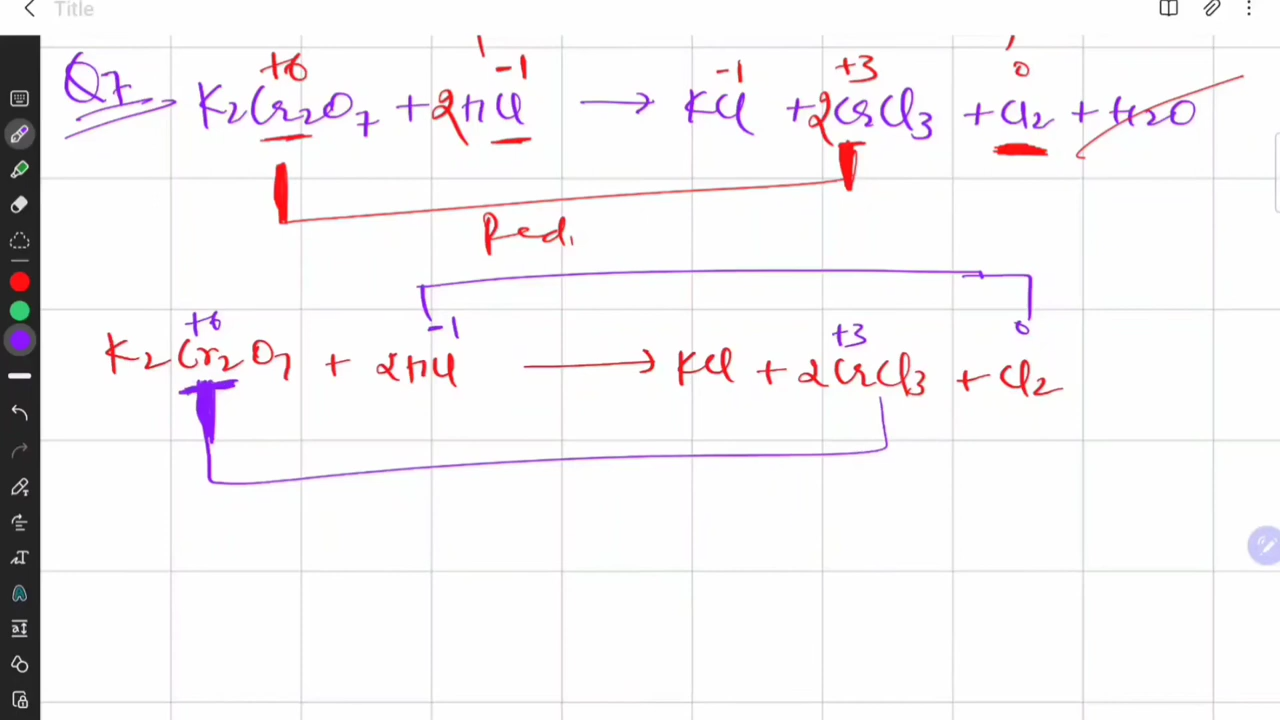 Title
+6 -1 -1 +3 0
Q7 K2Cr2O7 + 2HCl → KCl + 2CrCl3 + Cl2 + H2O
Red.
+6 -1 +3 0
K2Cr2O7 + 2HCl → KCl + 2CrCl3 + Cl2